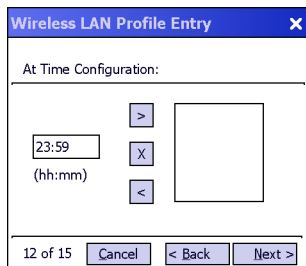 Wireless LAN Profile Entry X
At Time Configuration:
>
23:59
X
(hh:mm)
<
12 of 15 Cancel < Back Next >